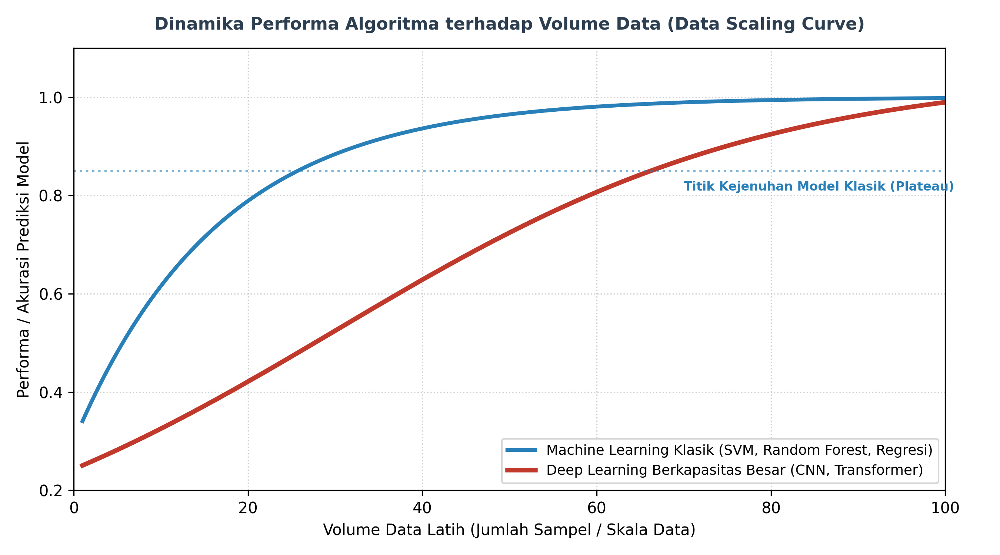 Dinamika Performa Algoritma terhadap Volume Data (Data Scaling Curve)
Performa / Akurasi Prediksi Model
1.0
0.8
0.6
0.4
0.2
Titik Kejenuhan Model Klasik (Plateau)
Machine Learning Klasik (SVM, Random Forest, Regresi)
Deep Learning Berkapasitas Besar (CNN, Transformer)
0 20 40 60 80 100
Volume Data Latih (Jumlah Sampel / Skala Data)